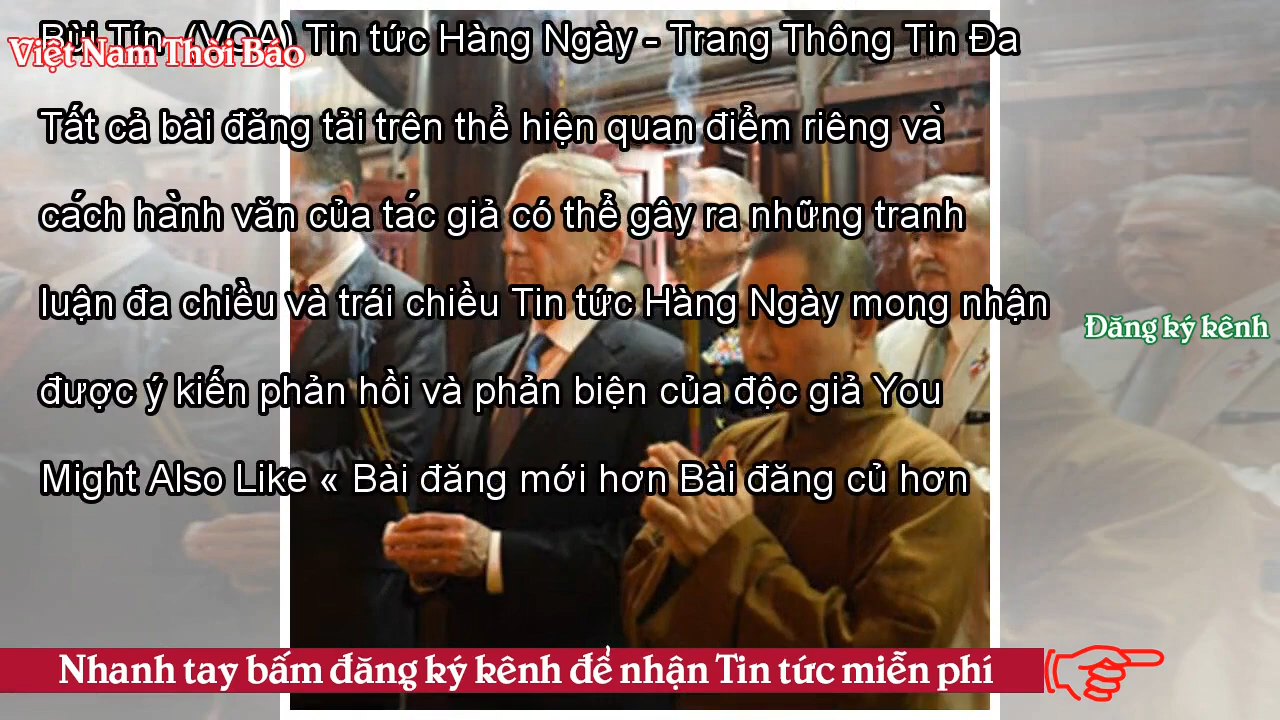 Bùi Tín (VOA) Tin tức Hàng Ngày - Trang Thông Tin Đa
Việt Nam Thời Báo
Tất cả bài đăng tải trên thể hiện quan điểm riêng và
cách hành văn của tác giả có thể gây ra những tranh
luận đa chiều và trái chiều Tin tức Hàng Ngày mong nhận
Đăng ký kênh
được ý kiến phản hồi và phản biện của độc giả You
Might Also Like « Bài đăng mới hơn Bài đăng củ hơn
Nhanh tay bấm đăng ký kênh để nhận Tin tức miễn phí